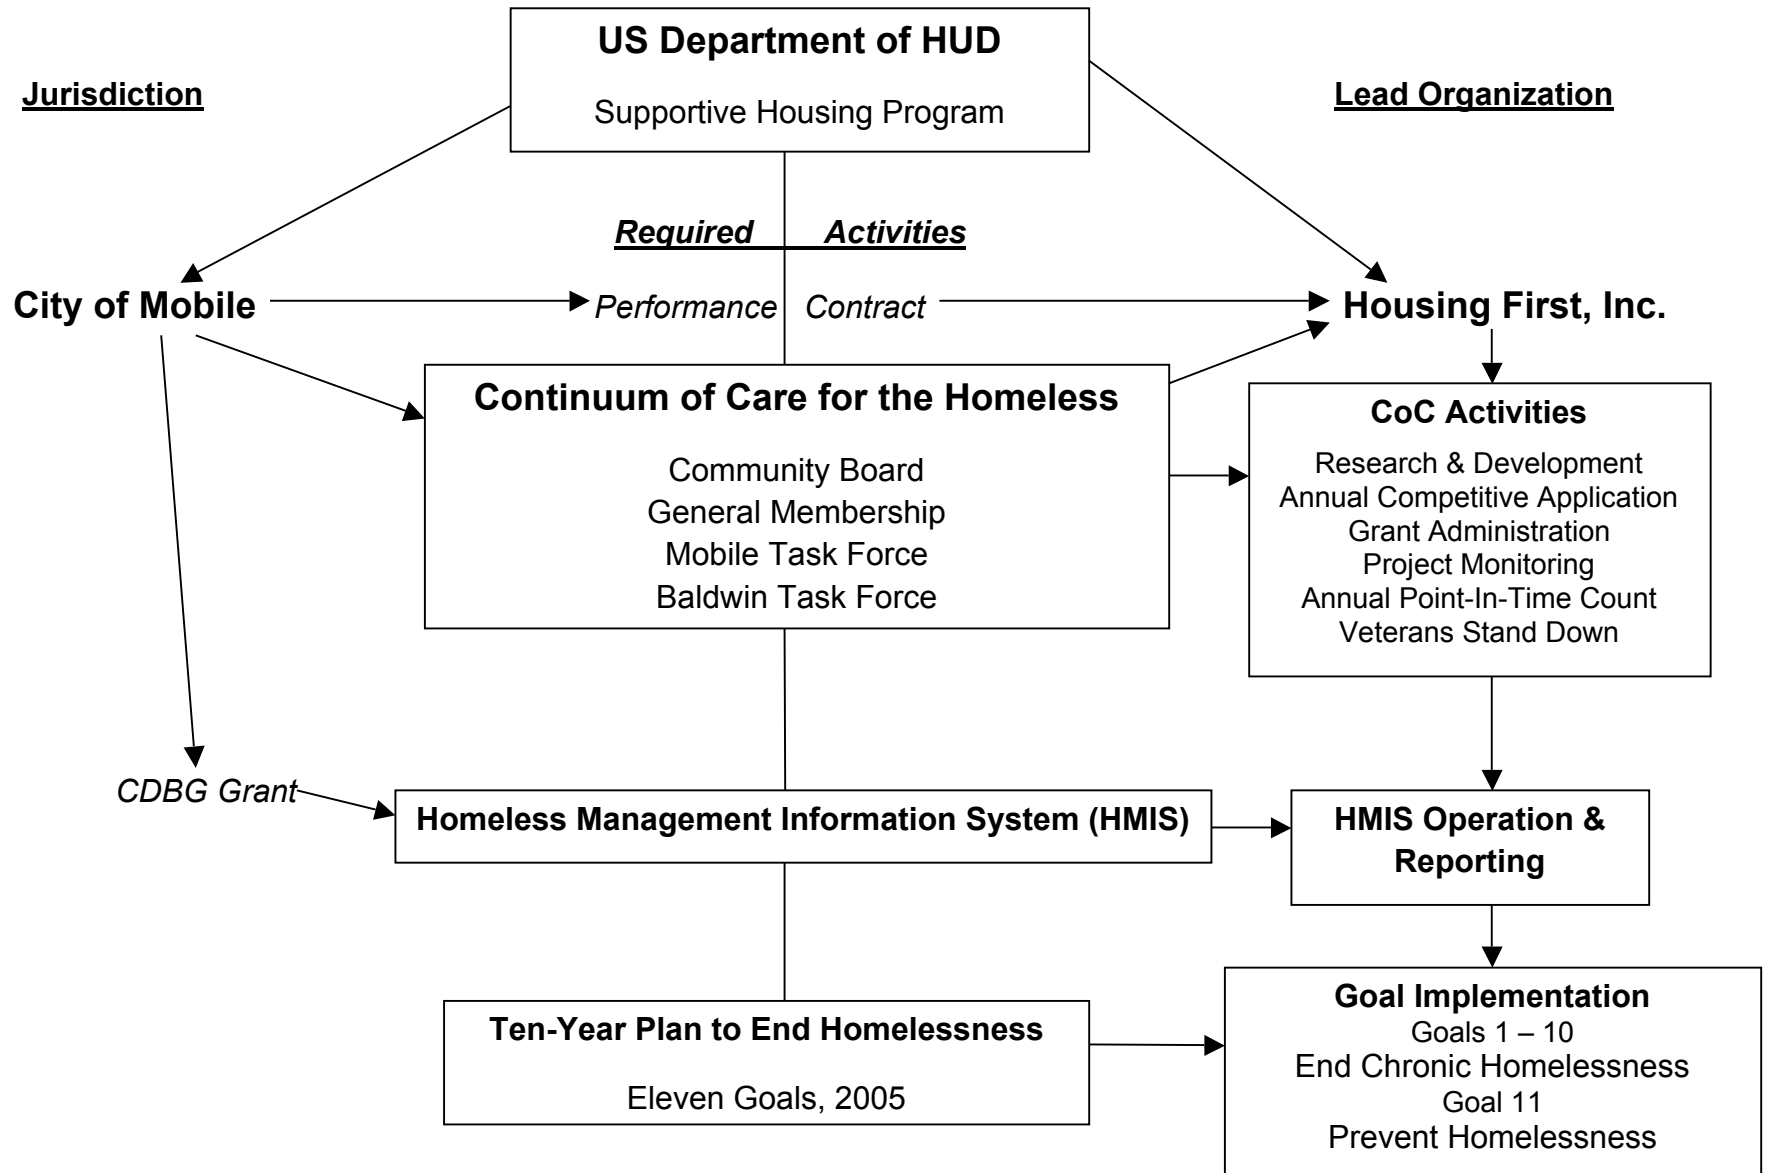 US Department of HUD
Supportive Housing Program
Jurisdiction
Lead Organization
Required Activities
City of Mobile
Performance Contract
Housing First, Inc.
Continuum of Care for the Homeless
Community Board
General Membership
Mobile Task Force
Baldwin Task Force
CoC Activities
Research & Development
Annual Competitive Application
Grant Administration
Project Monitoring
Annual Point-In-Time Count
Veterans Stand Down
CDBG Grant
Homeless Management Information System (HMIS)
HMIS Operation &
Reporting
Ten-Year Plan to End Homelessness
Eleven Goals, 2005
Goal Implementation
Goals 1 – 10
End Chronic Homelessness
Goal 11
Prevent Homelessness